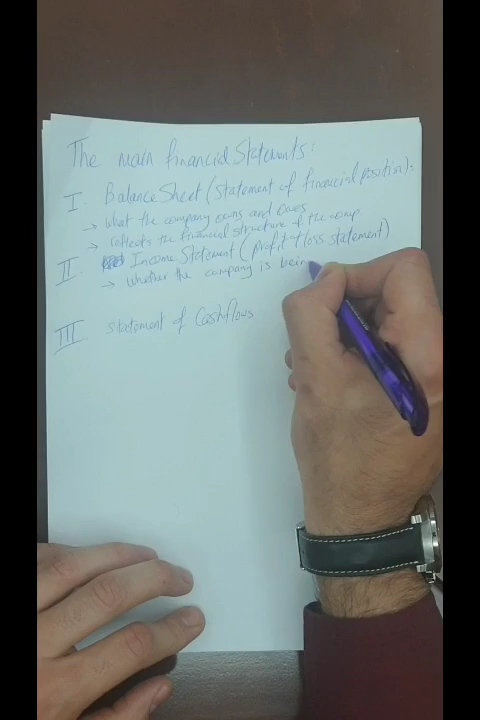 The main financial Statements:
I. Balance Sheet (Statement of financial position):
→ What the company owns and owes
→ reflects the financial structure of the comp.
II. Income Statement (profit + loss statement)
→ Whether the company is being
III. Statement of Cashflows